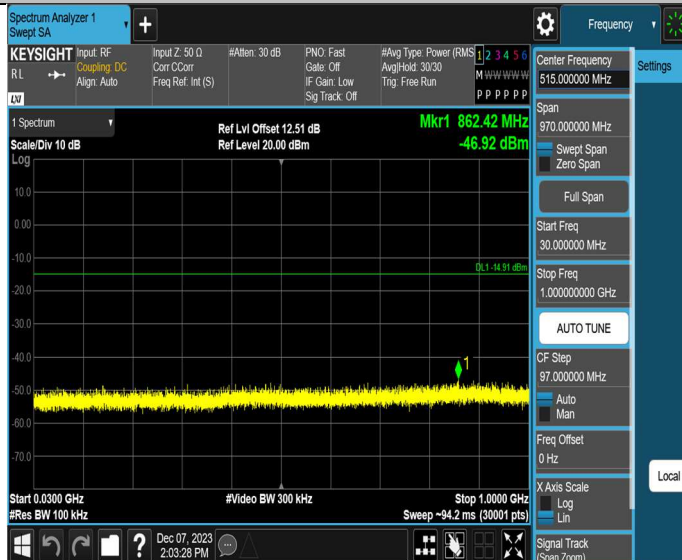 Spectrum Analyzer 1
Swept SA
Frequency
KEYSIGHT
RL
LXI
Input: RF
Coupling: DC
Align: Auto
Input Z: 50 Ω
Corr CCorr
Freq Ref: Int (S)
#Atten: 30 dB
PNO: Fast
Gate: Off
IF Gain: Low
Sig Track: Off
#Avg Type: Power (RMS
Avg|Hold: 30/30
Trig: Free Run
1 2 3 4 5 6
M W W W W W
P P P P P P
Center Frequency
515.000000 MHz
Settings
Span
970.000000 MHz
Swept Span
Zero Span
Full Span
Start Freq
30.000000 MHz
Stop Freq
1.000000000 GHz
AUTO TUNE
CF Step
97.000000 MHz
Auto
Man
Freq Offset
0 Hz
X Axis Scale
Log
Lin
Local
Signal Track
(Span Zoom)
1 Spectrum
Scale/Div 10 dB
Log
Ref Lvl Offset 12.51 dB
Ref Level 20.00 dBm
Mkr1 862.42 MHz
-46.92 dBm
10.0
0.00
-10.0
DL1 -14.91 dBm
-20.0
-30.0
-40.0
1
-50.0
-60.0
-70.0
Start 0.0300 GHz
#Res BW 100 kHz
#Video BW 300 kHz
Stop 1.0000 GHz
Sweep ~94.2 ms (30001 pts)
Dec 07, 2023
2:03:28 PM